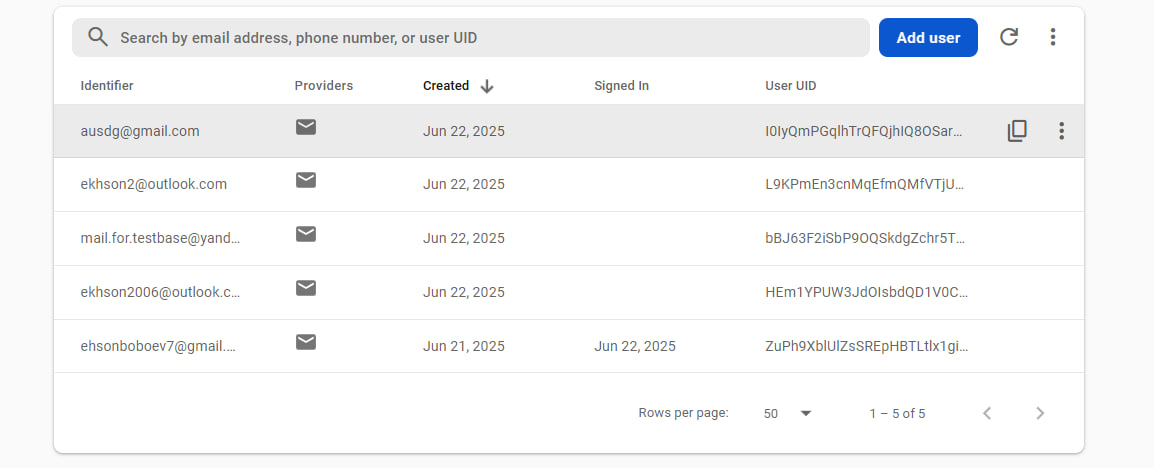 Search by email address, phone number, or user UID Add user
Identifier Providers Created Signed In User UID
ausdg@gmail.com Jun 22, 2025 I0IyQmPGqlhTrQFQjhIQ8OSar...
ekhson2@outlook.com Jun 22, 2025 L9KPmEn3cnMqEfmQMfVTjU...
mail.for.testbase@yand... Jun 22, 2025 bBJ63F2iSbP9OQSkdgZchr5T...
ekhson2006@outlook.c... Jun 22, 2025 HEm1YPUW3JdOIsbdQD1V0C...
ehsonboboev7@gmail.... Jun 21, 2025 Jun 22, 2025 ZuPh9XblUlZsSREpHBTLtlx1gi...
Rows per page: 50 1 – 5 of 5